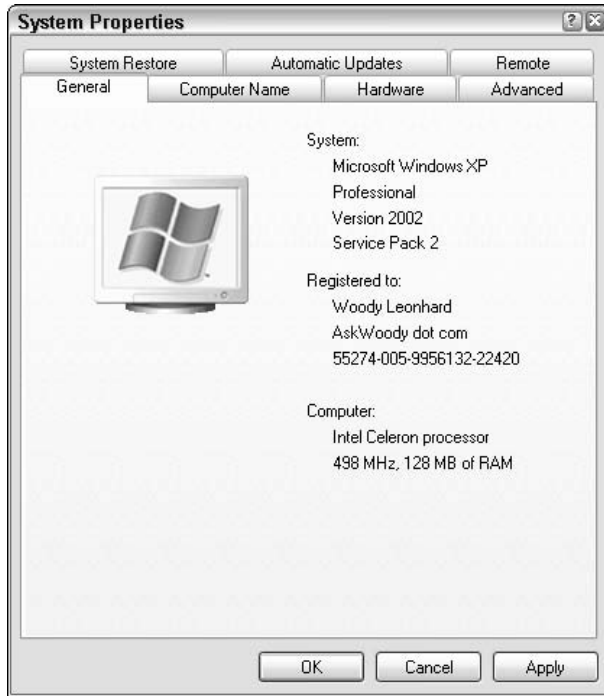 System Properties
System Restore
Automatic Updates
Remote
General
Computer Name
Hardware
Advanced
System:
Microsoft Windows XP
Professional
Version 2002
Service Pack 2
Registered to:
Woody Leonhard
AskWoody dot com
55274-005-9956132-22420
Computer:
Intel Celeron processor
498 MHz, 128 MB of RAM
OK
Cancel
Apply